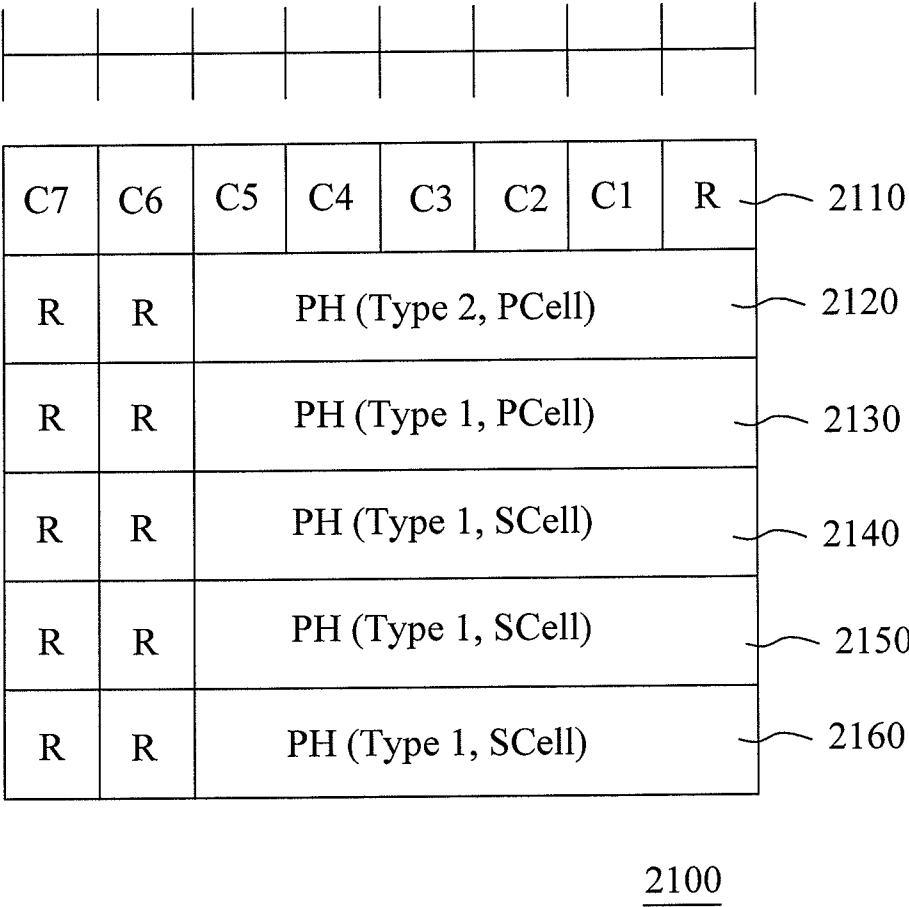 C7 C6 C5 C4 C3 C2 C1 R 2110
R R PH (Type 2, PCell) 2120
R R PH (Type 1, PCell) 2130
R R PH (Type 1, SCell) 2140
R R PH (Type 1, SCell) 2150
R R PH (Type 1, SCell) 2160
2100